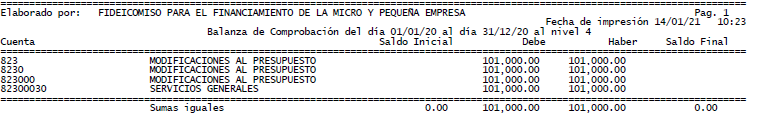 Elaborado por: FIDEICOMISO PARA EL FINANCIAMIENTO DE LA MICRO Y PEQUEÑA EMPRESA Pag. 1
Fecha de impresión 14/01/21 10:23
Balanza de Comprobación del día 01/01/20 al día 31/12/20 al nivel 4
Cuenta Saldo Inicial Debe Haber Saldo Final
823 MODIFICACIONES AL PRESUPUESTO 101,000.00 101,000.00
8230 MODIFICACIONES AL PRESUPUESTO 101,000.00 101,000.00
823000 MODIFICACIONES AL PRESUPUESTO 101,000.00 101,000.00
82300030 SERVICIOS GENERALES 101,000.00 101,000.00
Sumas iguales 0.00 101,000.00 101,000.00 0.00